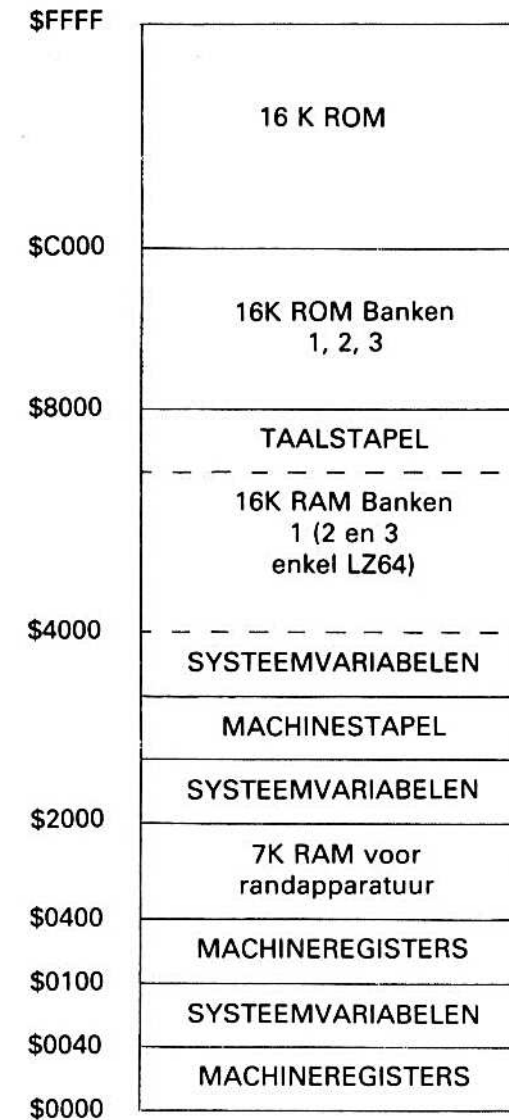 $FFFF
16 K ROM
$C000
16K ROM Banken
1, 2, 3
$8000
TAALSTAPEL
16K RAM Banken
1 (2 en 3
enkel LZ64)
$4000
SYSTEEMVARIABELEN
MACHINESTAPEL
SYSTEEMVARIABELEN
$2000
7K RAM voor
randapparatuur
$0400
MACHINEREGISTERS
$0100
SYSTEEMVARIABELEN
$0040
MACHINEREGISTERS
$0000